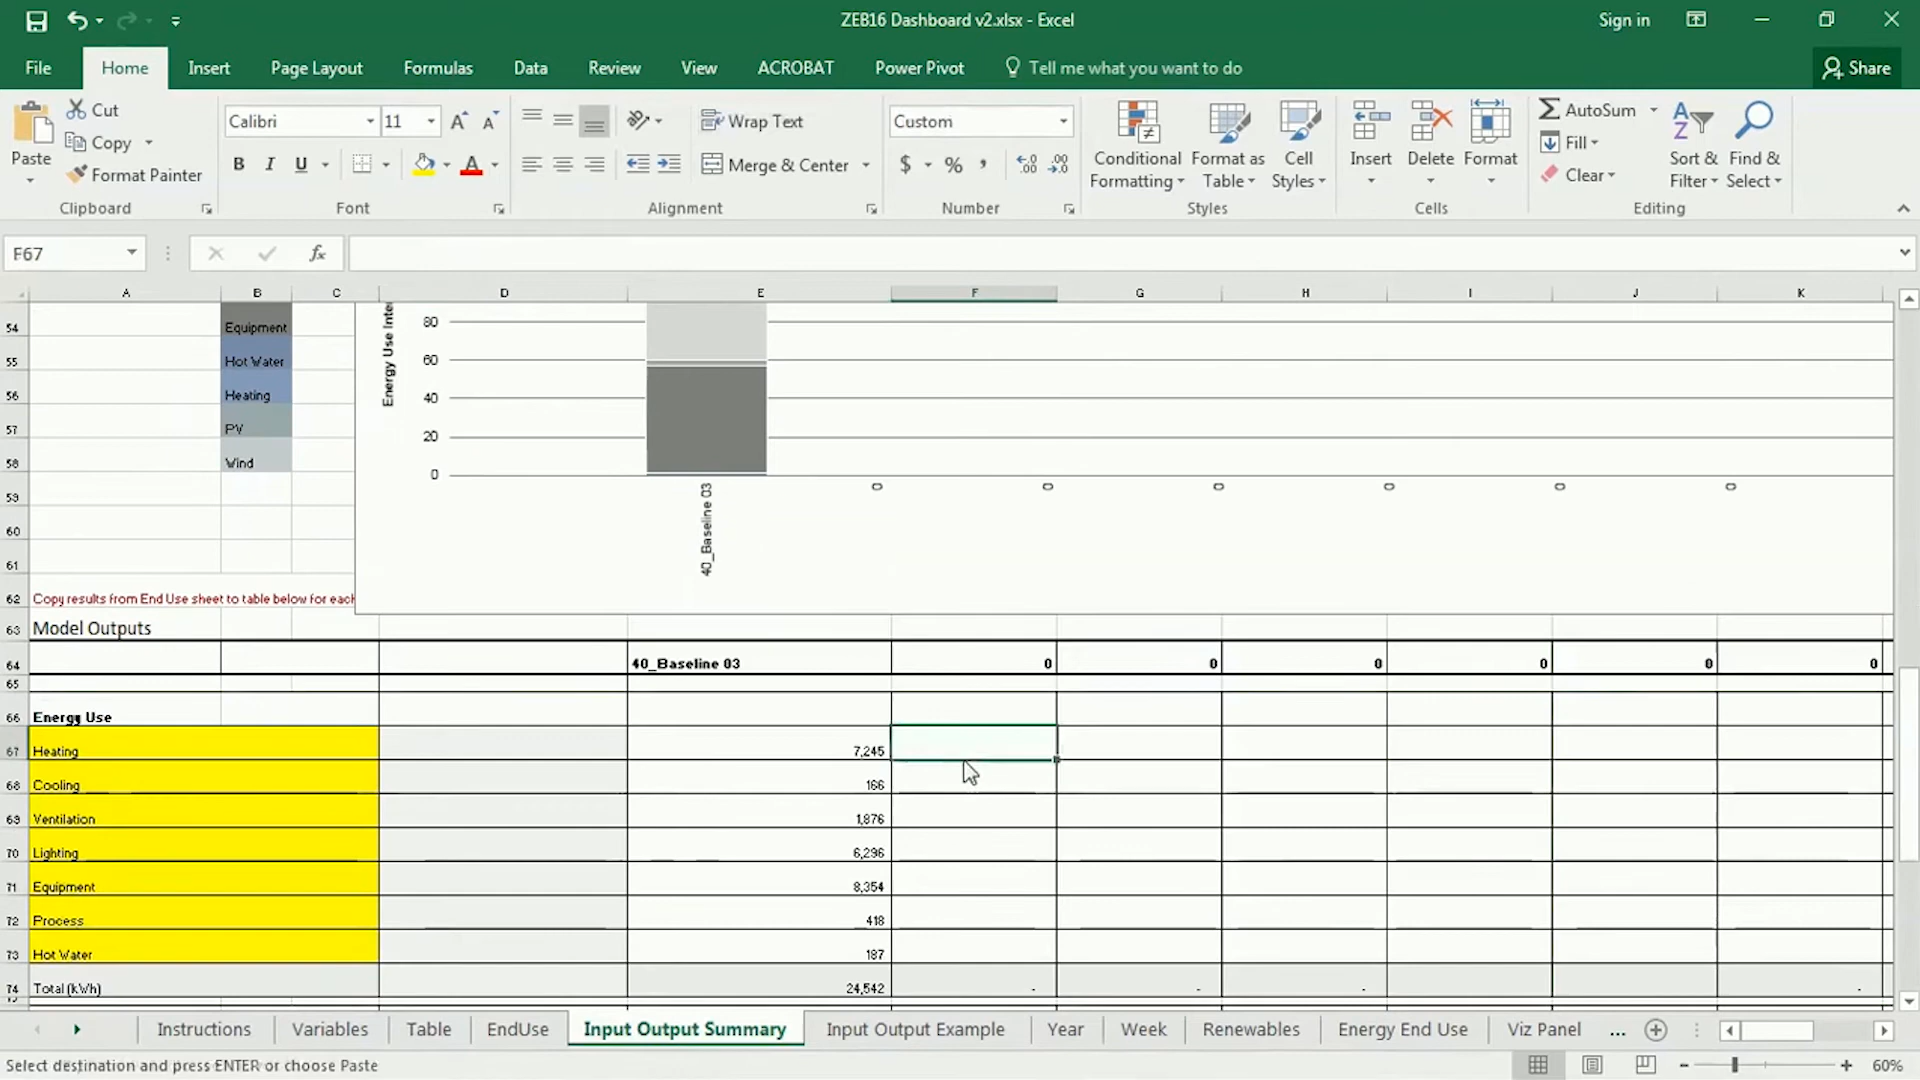 ZEB16 Dashboard v2.xlsx - Excel
Sign in
File Home Insert Page Layout Formulas Data Review View ACROBAT Power Pivot Tell me what you want to do Share
Paste
Cut
Copy
Format Painter
Clipboard
Calibri 11
B I U
Font
Wrap Text
Merge & Center
Alignment
Custom
$ % ,
Number
Conditional Formatting
Format as Table
Cell Styles
Styles
Insert Delete Format
Cells
AutoSum
Fill
Clear
Sort & Filter
Find & Select
Editing
F67 fx
A B C D E F G H I J K
54 Equipment
55 Hot Water
56 Heating
57 PV
58 Wind
59
60
61
Energy Use Inte
80
60
40
20
0
40_Baseline 03 0 0 0 0 0 0
62 Copy results from End Use sheet to table below for each
63 Model Outputs
64 40_Baseline 03 0 0 0 0 0 0
65
66 Energy Use
67 Heating 7,245
68 Cooling 166
69 Ventilation 1,876
70 Lighting 6,296
71 Equipment 8,354
72 Process 418
73 Hot Water 187
74 Total (kWh) 24,542 - - - -
Instructions Variables Table EndUse Input Output Summary Input Output Example Year Week Renewables Energy End Use Viz Panel ...
Select destination and press ENTER or choose Paste
60%